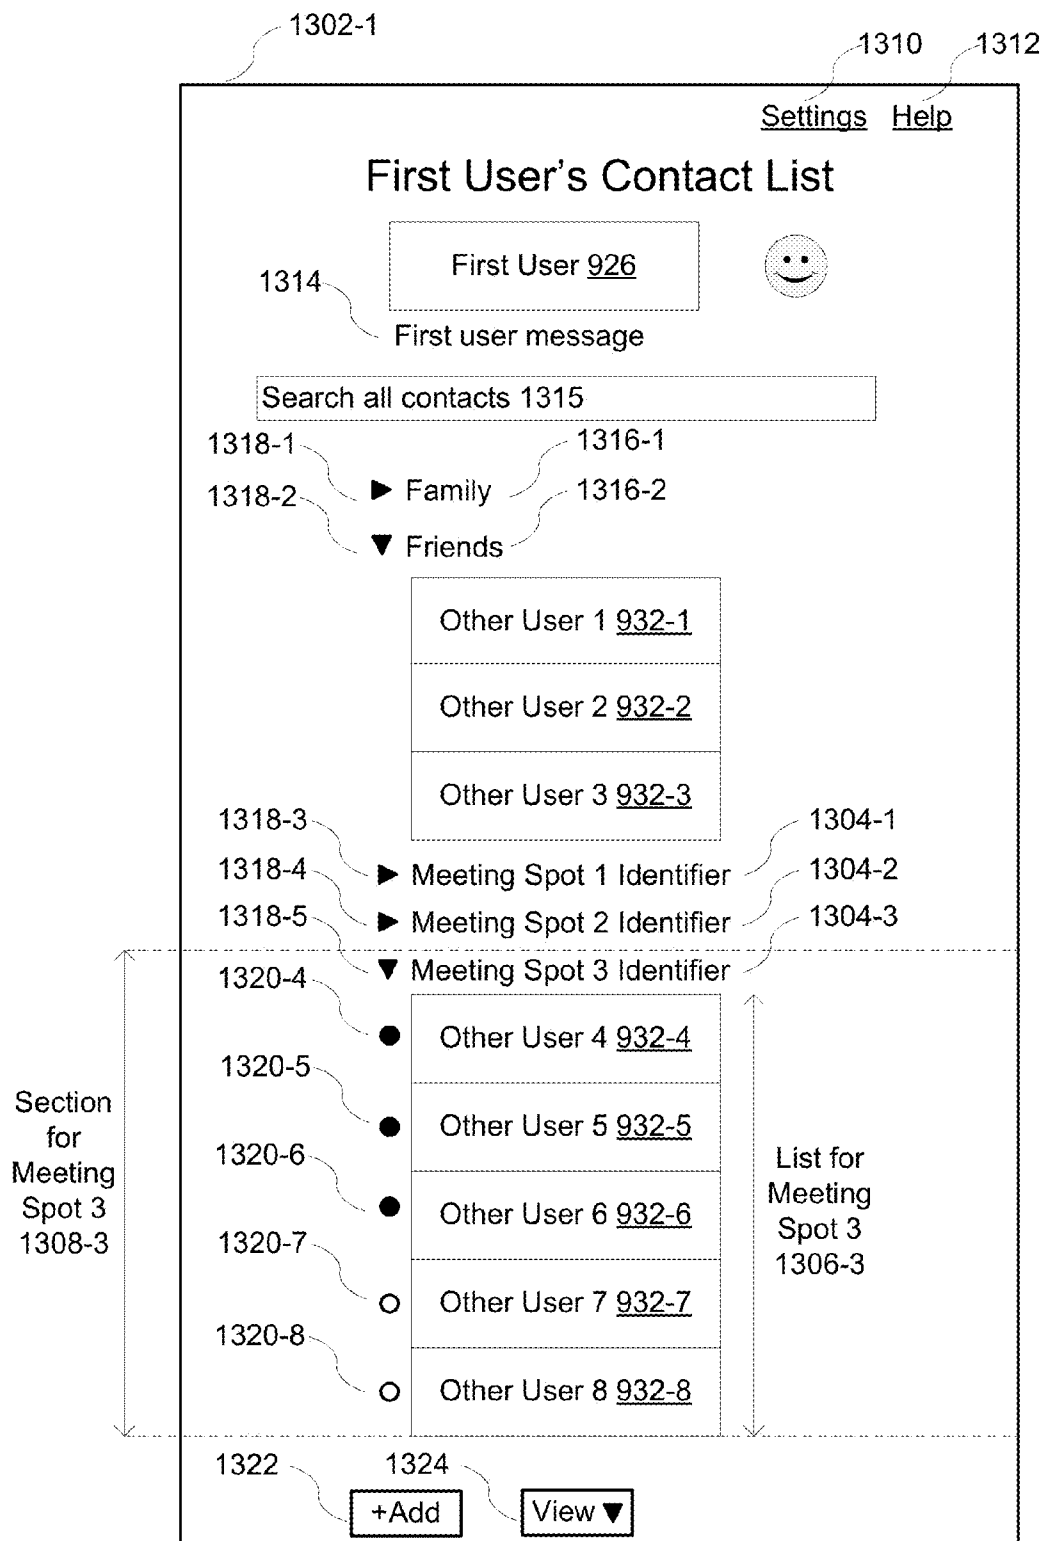 1302-1
1310 1312
Settings Help
First User's Contact List
First User 926
1314
First user message
Search all contacts 1315
1318-1 1316-1
Family
1318-2 1316-2
Friends
Other User 1 932-1
Other User 2 932-2
Other User 3 932-3
1318-3 1304-1
Meeting Spot 1 Identifier
1318-4 1304-2
Meeting Spot 2 Identifier
1318-5 1304-3
Meeting Spot 3 Identifier
1320-4
Other User 4 932-4
1320-5
Other User 5 932-5
1320-6
Other User 6 932-6
1320-7
Other User 7 932-7
1320-8
Other User 8 932-8
Section
for
Meeting
Spot 3
1308-3
List for
Meeting
Spot 3
1306-3
1322 1324
+Add View